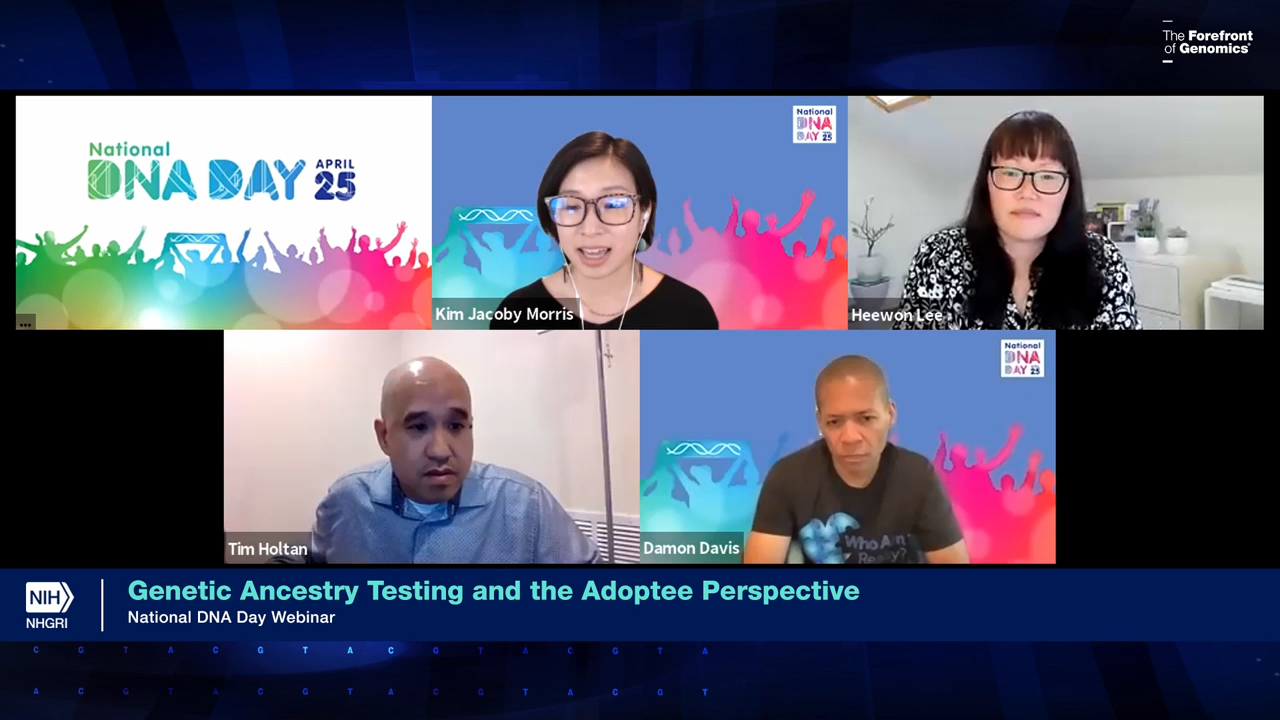 The Forefront
of Genomics®
National
DNA DAY APRIL
25
National
DNA
DAY 25
Kim Jacoby Morris
Heewon Lee
Tim Holtan
National
DNA
DAY 25
Who Am I
Really?
Damon Davis
NIH
NHGRI
Genetic Ancestry Testing and the Adoptee Perspective
National DNA Day Webinar
C G T A C G T A C G T A C G T A
A C G T A C G T A C G T A C G T